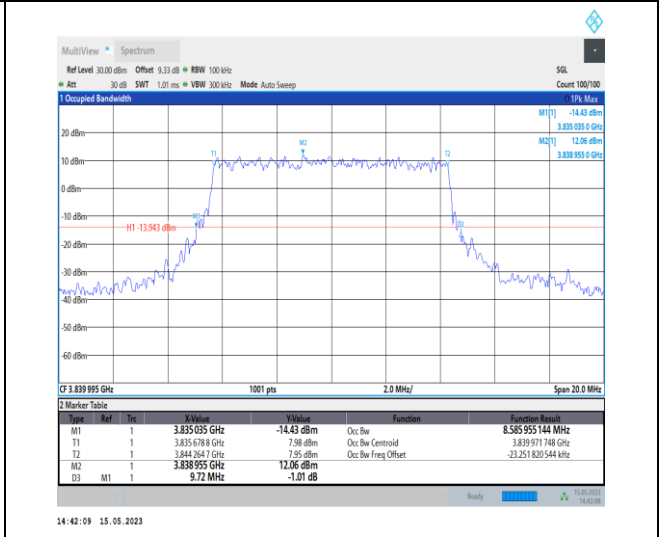 MultiView Spectrum
Ref Level 30.00 dBm Offset 9.33 dB RBW 100 kHz SGL
Att 30 dB SWT 1.01 ms VBW 300 kHz Mode Auto Sweep Count 100/100
1 Occupied Bandwidth 1Pk Max
M1[1] -14.43 dBm
3.835 035 0 GHz
M2[1] 12.06 dBm
3.838 955 0 GHz
20 dBm
M2
T1 T2
10 dBm
0 dBm
-10 dBm
M1
D3
H1 -13.943 dBm
-20 dBm
-30 dBm
-40 dBm
-50 dBm
-60 dBm
CF 3.839 995 GHz 1001 pts 2.0 MHz/ Span 20.0 MHz
2 Marker Table
Type Ref Trc X-Value Y-Value Function Function Result
M1 1 3.835 035 GHz -14.43 dBm Occ Bw 8.585 955 144 MHz
T1 1 3.835 678 8 GHz 7.98 dBm Occ Bw Centroid 3.839 971 748 GHz
T2 1 3.844 264 7 GHz 7.95 dBm Occ Bw Freq Offset -23.251 820 544 kHz
M2 1 3.838 955 GHz 12.06 dBm
D3 M1 1 9.72 MHz -1.01 dB
Ready 15.05.2023
14:42:08
14:42:09 15.05.2023